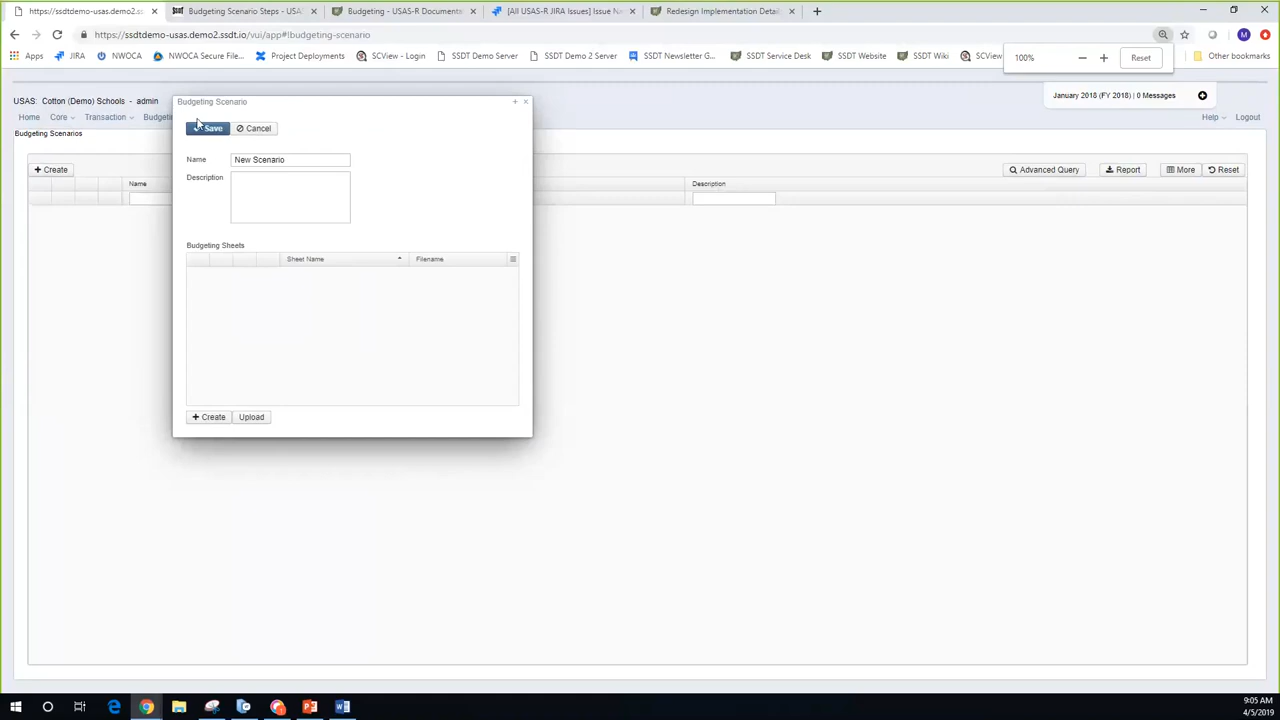 https://ssdtdemo-usas.demo2.ss
Budgeting Scenario Steps - USA
Budgeting - USAS-R Documenta
[All USAS-R JIRA Issues] Issue Na
Redesign Implementation Detail
https://ssdtdemo-usas.demo2.ssdt.io/vui/app#!budgeting-scenario
Apps JIRA NWOCA NWOCA Secure File... Project Deployments SCView - Login SSDT Demo Server SSDT Demo 2 Server SSDT Newsletter G... SSDT Service Desk SSDT Website SSDT Wiki SCView Other bookmarks
100% Reset
USAS: Cotton (Demo) Schools - admin
January 2018 (FY 2018) | 0 Messages
Home Core Transaction Budgeting
Help Logout
Budgeting Scenarios
Create
Advanced Query Report More Reset
Name
Description
Budgeting Scenario
Save Cancel
Name New Scenario
Description
Budgeting Sheets
Sheet Name Filename
Create Upload
9:05 AM
4/5/2019